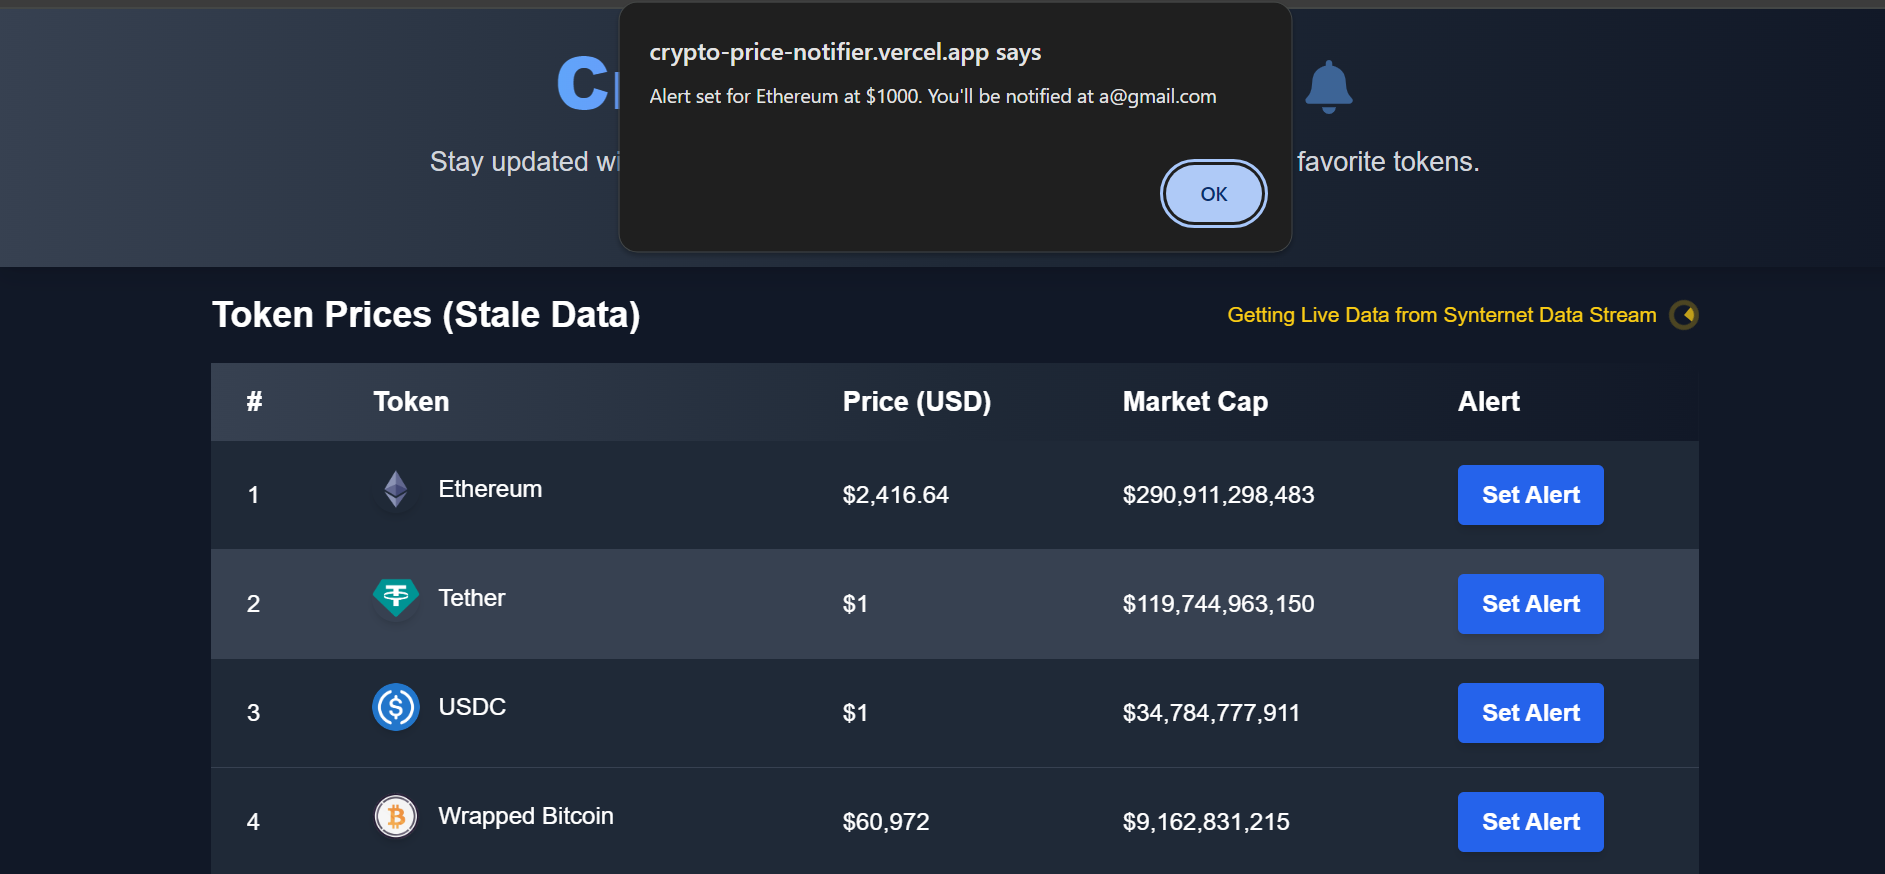 crypto-price-notifier.vercel.app says
Alert set for Ethereum at $1000. You'll be notified at a@gmail.com
OK
Stay updated favorite tokens.
Token Prices (Stale Data)
Getting Live Data from Synternet Data Stream
# Token Price (USD) Market Cap Alert
1 Ethereum $2,416.64 $290,911,298,483 Set Alert
2 Tether $1 $119,744,963,150 Set Alert
3 USDC $1 $34,784,777,911 Set Alert
4 Wrapped Bitcoin $60,972 $9,162,831,215 Set Alert